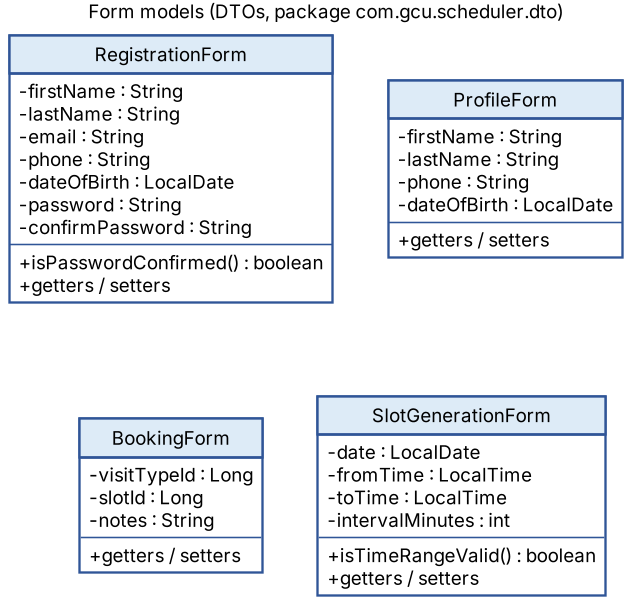 Form models (DTOs, package com.gcu.scheduler.dto)
RegistrationForm
-firstName : String
-lastName : String
-email : String
-phone : String
-dateOfBirth : LocalDate
-password : String
-confirmPassword : String
+isPasswordConfirmed() : boolean
+getters / setters
ProfileForm
-firstName : String
-lastName : String
-phone : String
-dateOfBirth : LocalDate
+getters / setters
BookingForm
-visitTypeId : Long
-slotId : Long
-notes : String
+getters / setters
SlotGenerationForm
-date : LocalDate
-fromTime : LocalTime
-toTime : LocalTime
-intervalMinutes : int
+isTimeRangeValid() : boolean
+getters / setters